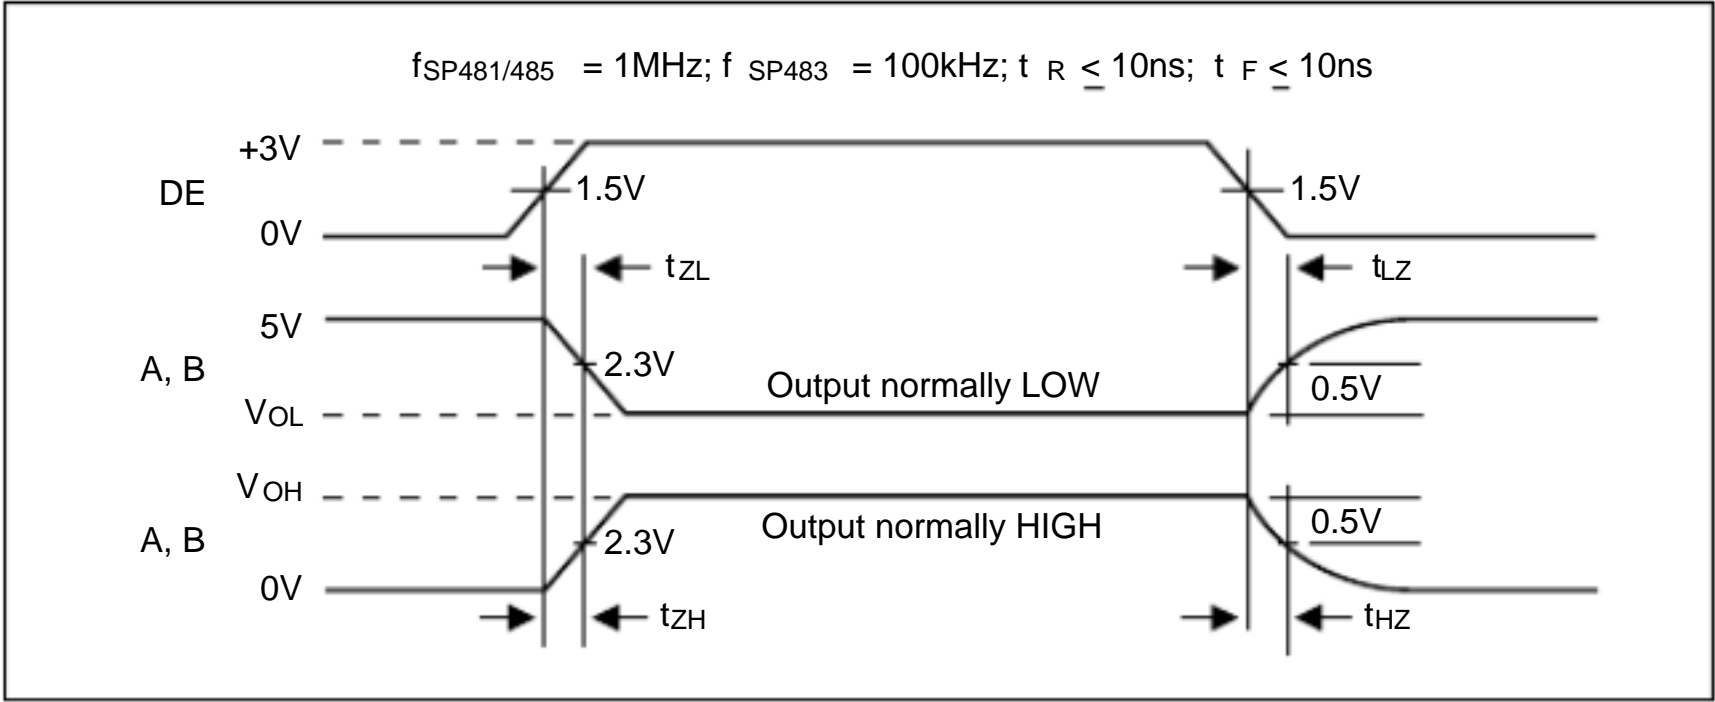 fSP481/485 = 1MHz; f SP483 = 100kHz; t R ≤ 10ns; t F ≤ 10ns
+3V
DE
1.5V
1.5V
0V
tZL
tLZ
5V
A, B
2.3V
Output normally LOW
0.5V
VOL
VOH
Output normally HIGH
0.5V
A, B
2.3V
0V
tZH
tHZ